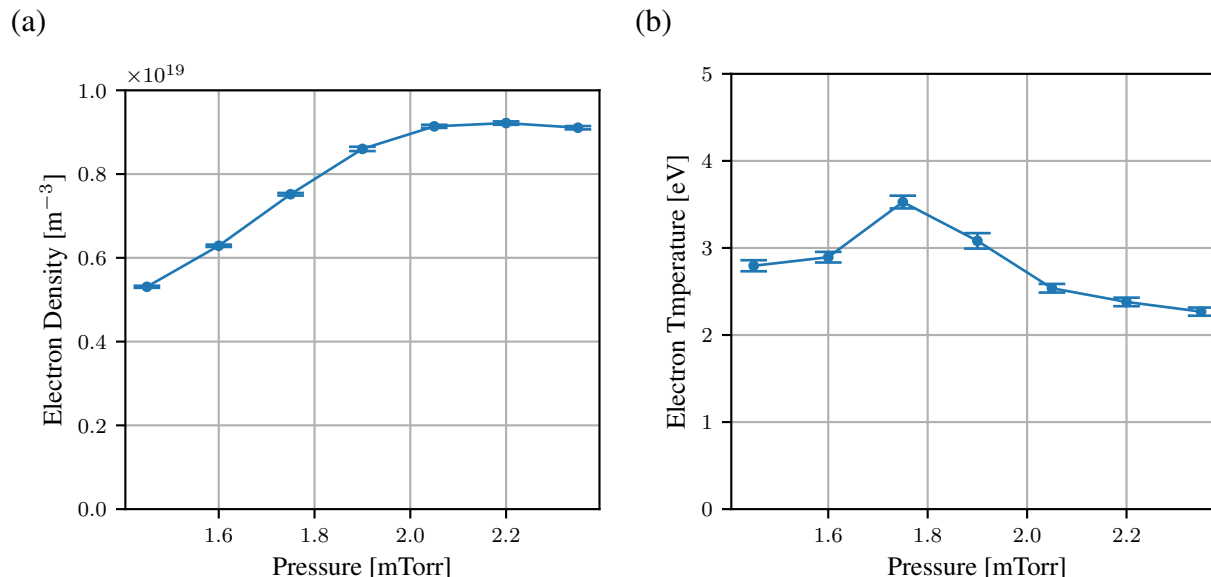 (a)
×10¹⁹
1.0
0.8
0.6
0.4
0.2
0.0
Electron Density [m⁻³]
1.6 1.8 2.0 2.2
Pressure [mTorr]
(b)
5
4
3
2
1
0
Electron Tmperature [eV]
1.6 1.8 2.0 2.2
Pressure [mTorr]